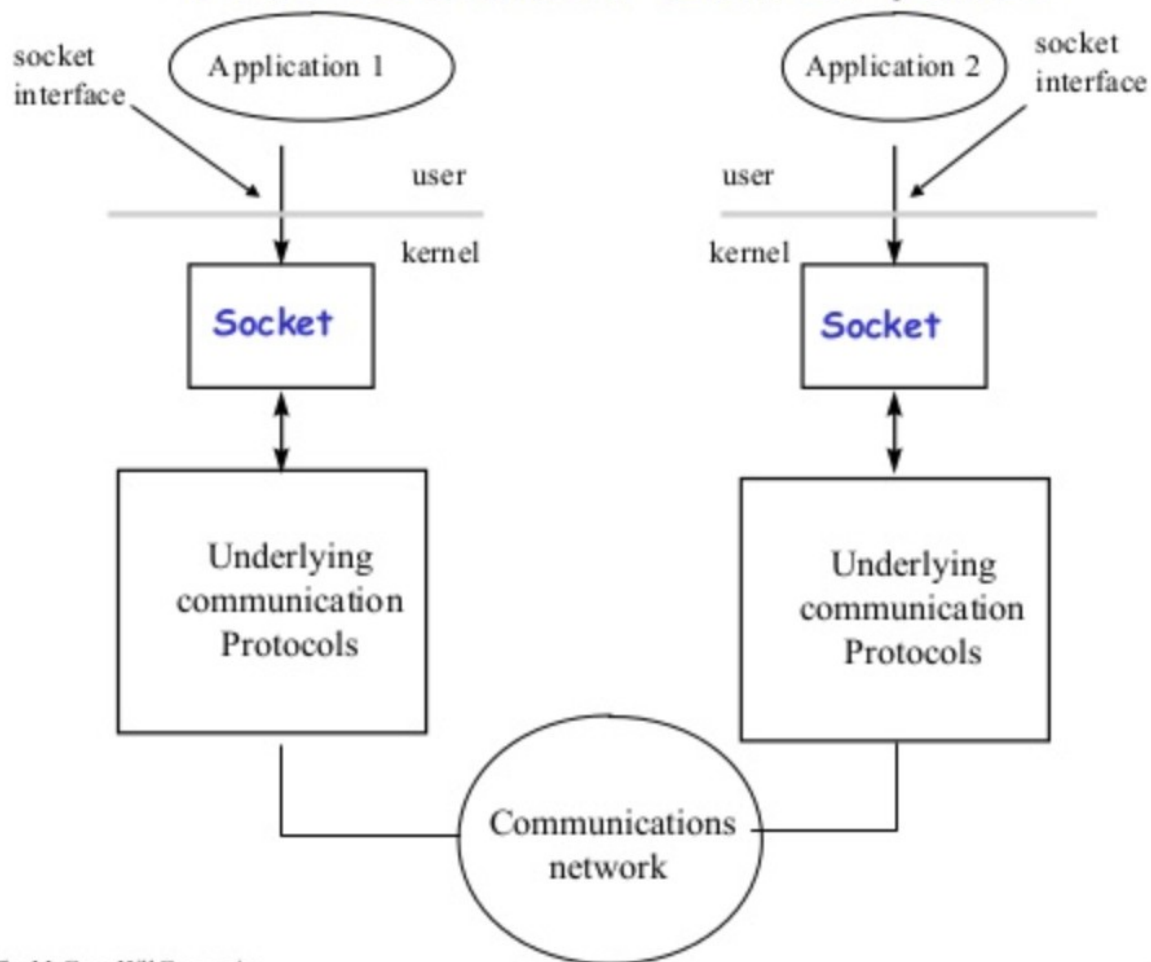 socket
interface
Application 1
Application 2
socket
interface
user
kernel
user
kernel
Socket
Socket
Underlying
communication
Protocols
Underlying
communication
Protocols
Communications
network